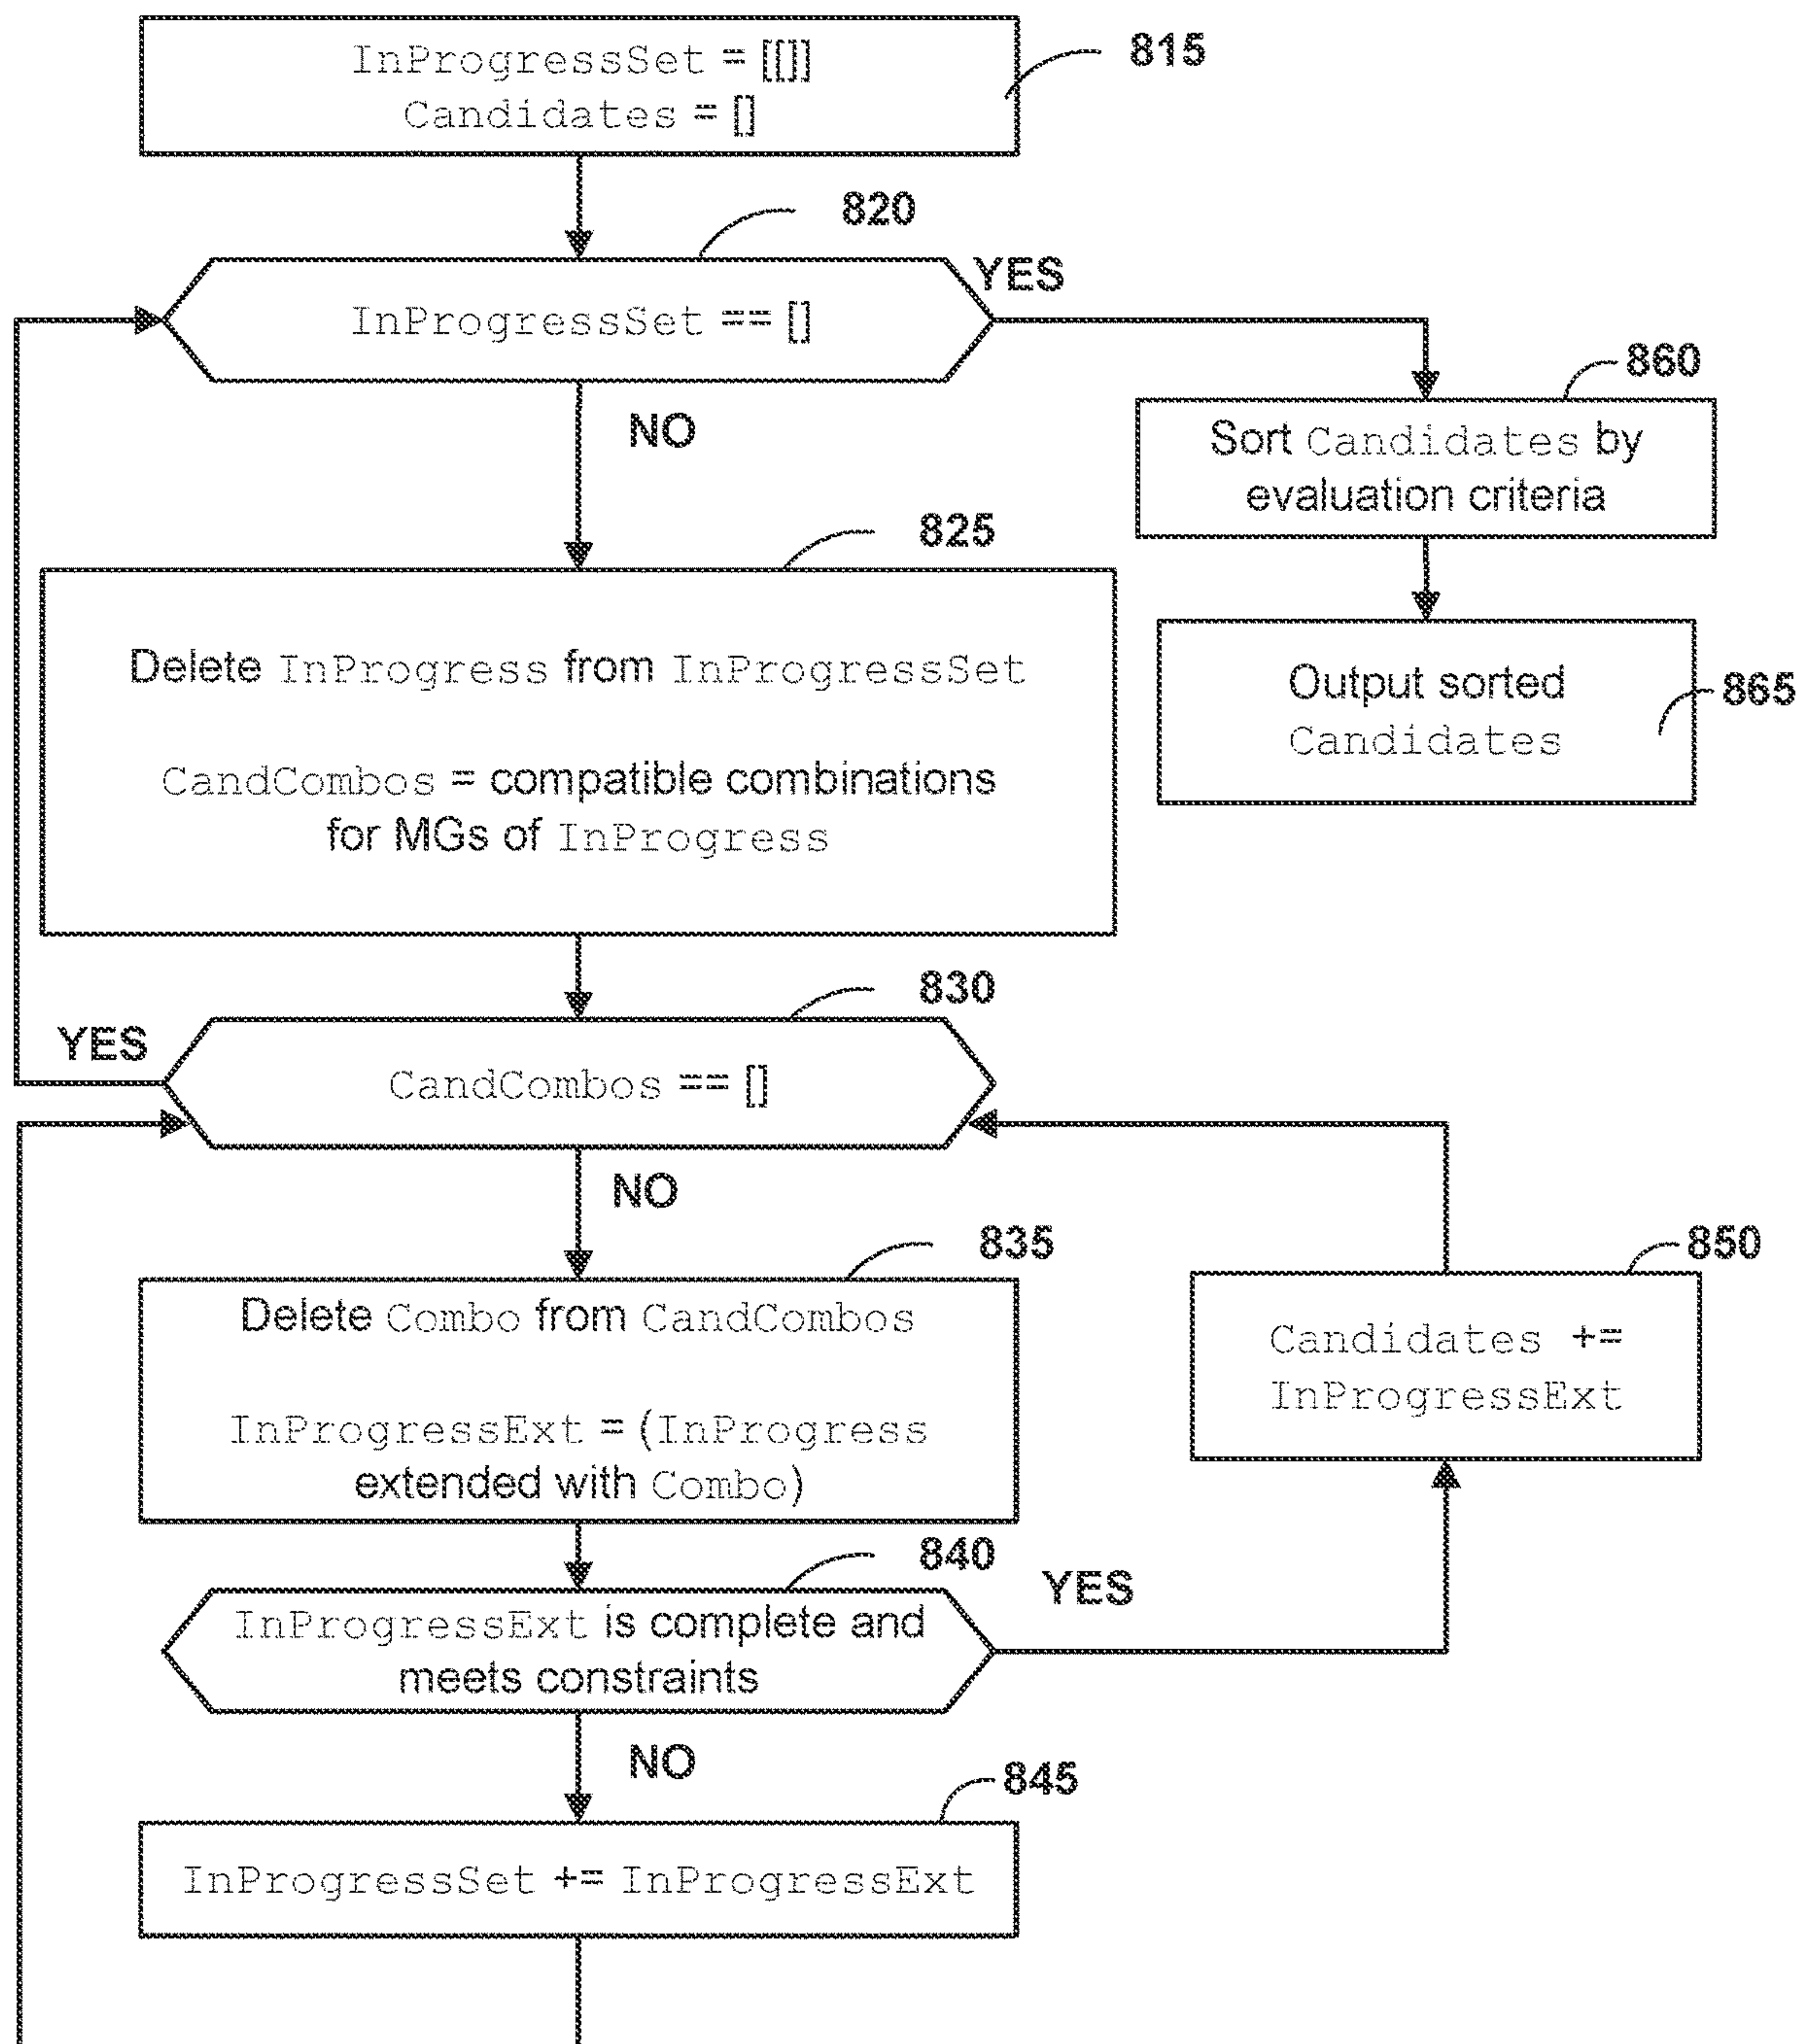 InProgressSet = [[]]
Candidates = []
815
820
YES
InProgressSet == []
860
NO
Sort Candidates by
evaluation criteria
825
Delete InProgress from InProgressSet
Output sorted
Candidates
865
CandCombos = compatible combinations
for MGs of InProgress
830
YES
CandCombos == []
NO
835
850
Delete Combo from CandCombos
Candidates +=
InProgressExt
InProgressExt = (InProgress
extended with Combo)
840
YES
InProgressExt is complete and
meets constraints
NO
845
InProgressSet += InProgressExt